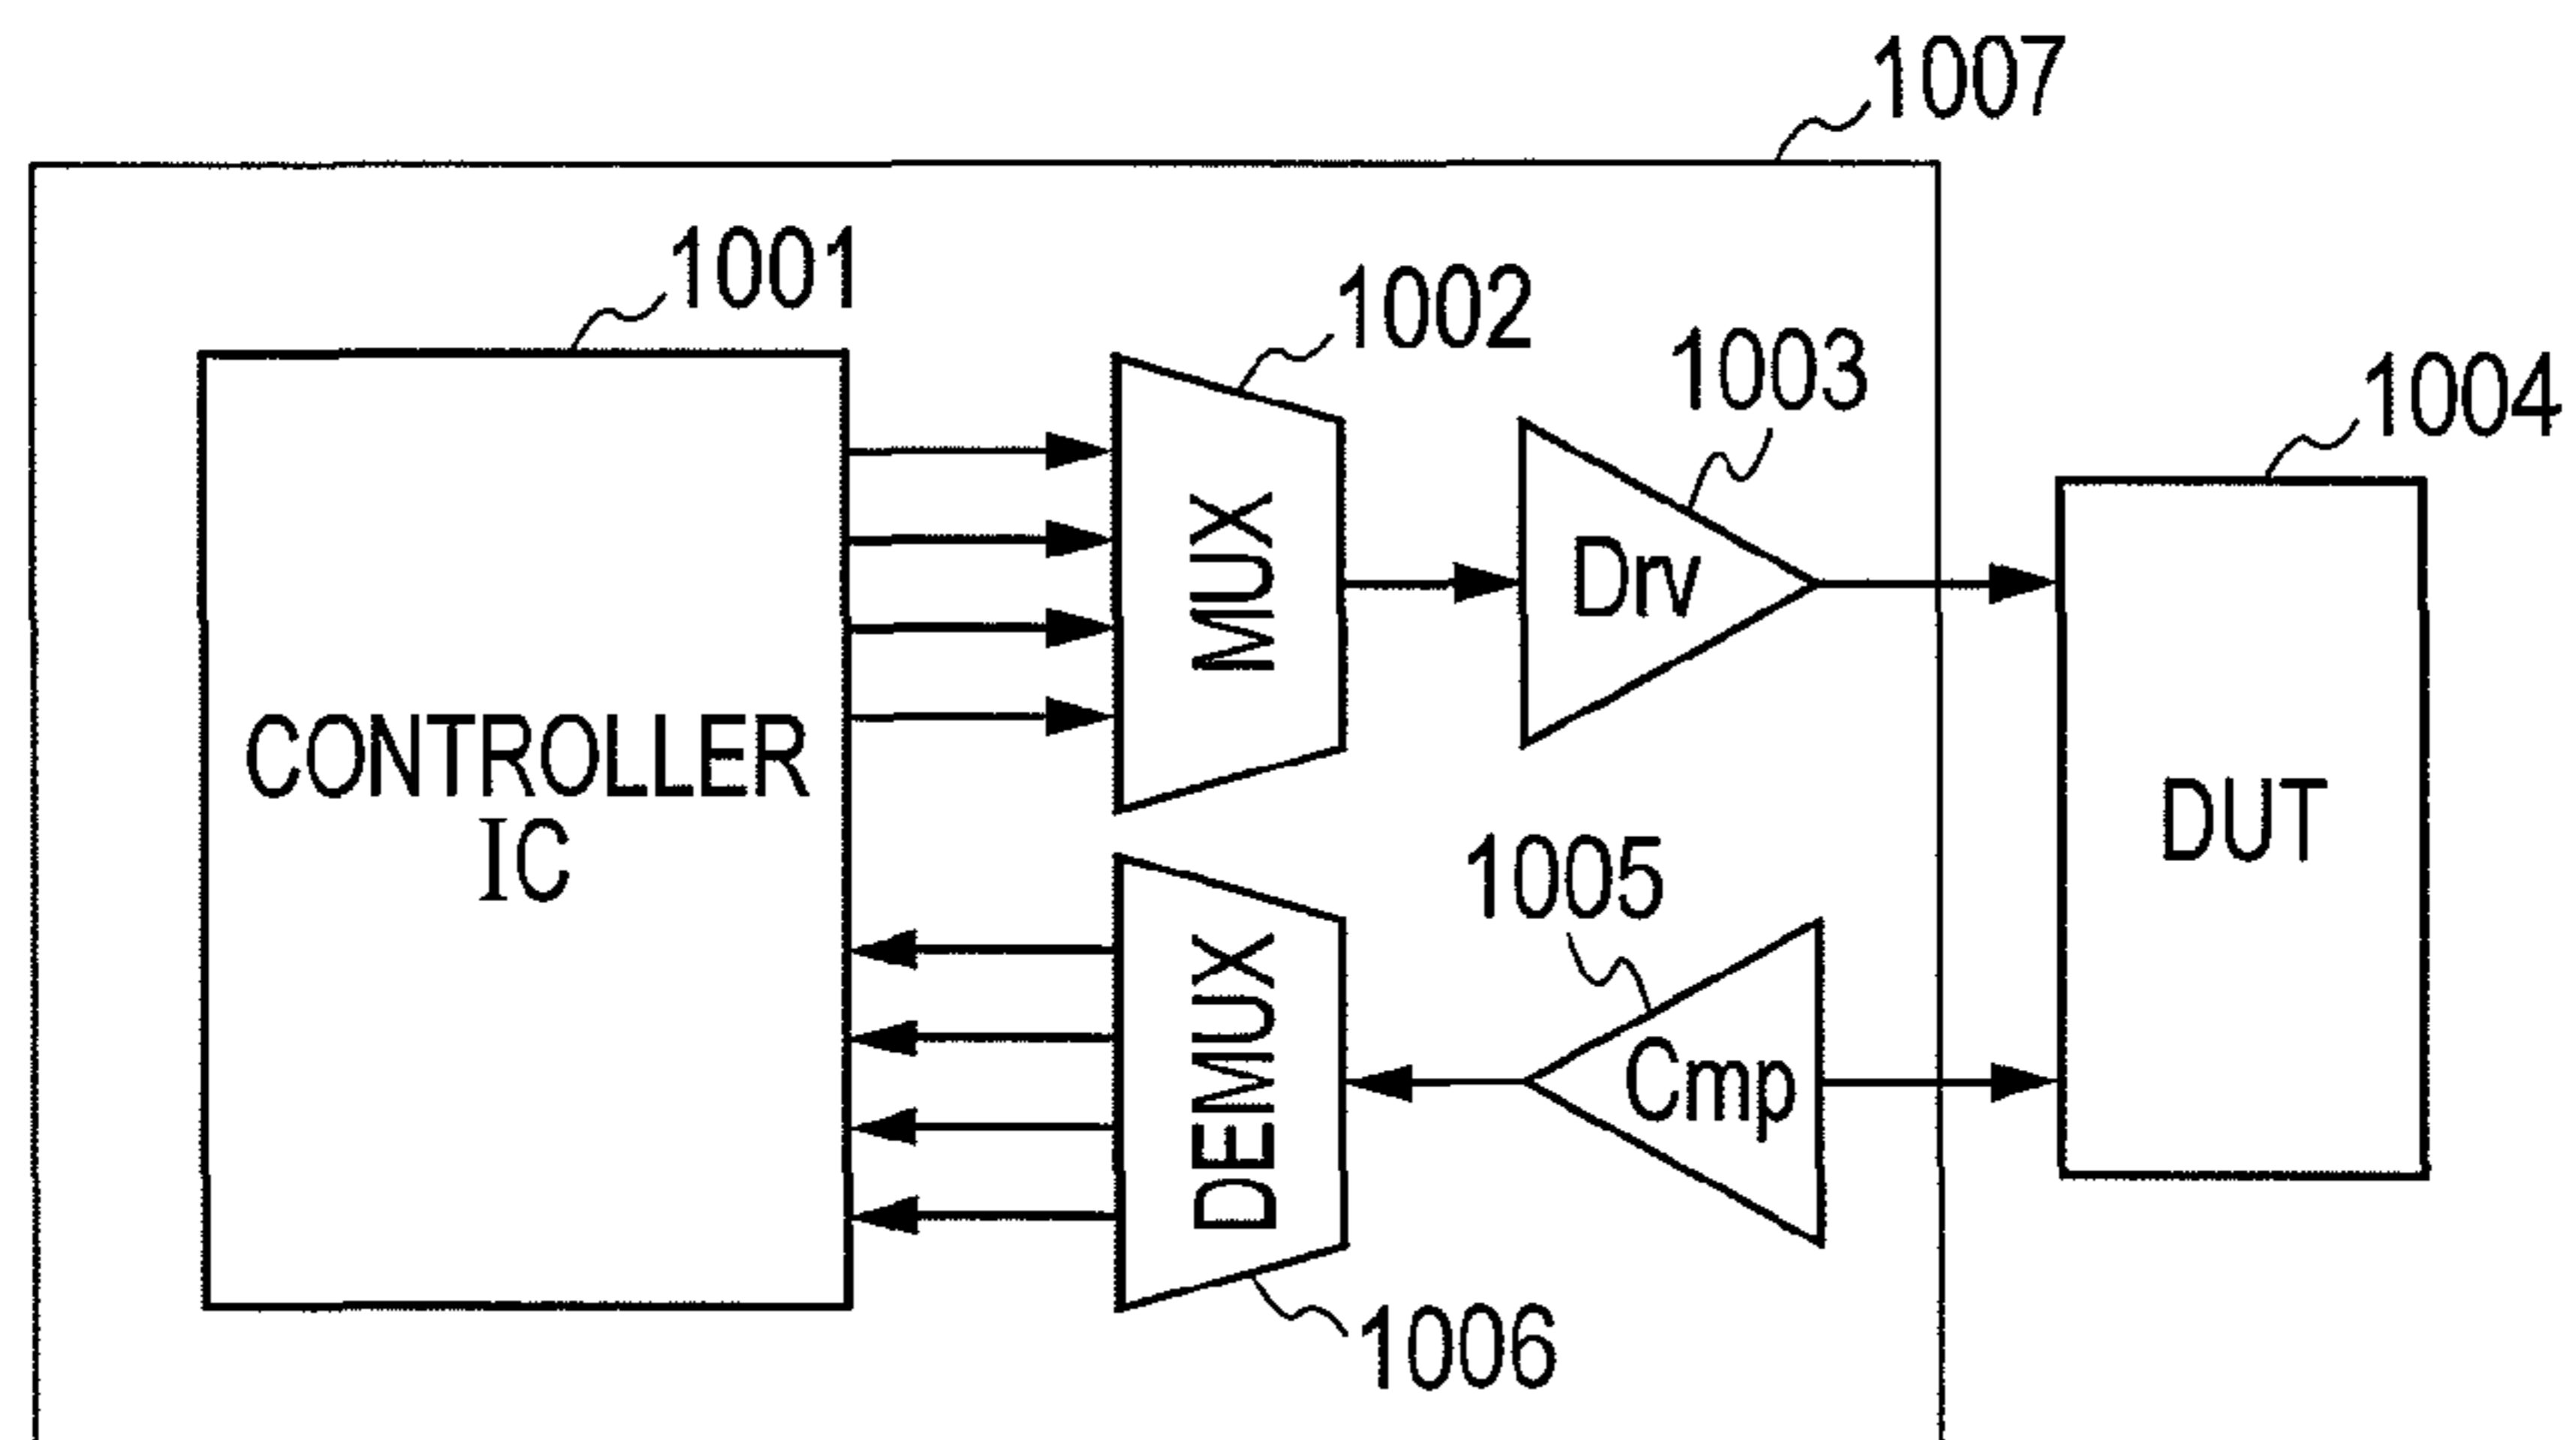 1007
1001
1002
1003
1004
MUX
Drv
CONTROLLER
IC
DUT
1005
Cmp
DEMUX
1006